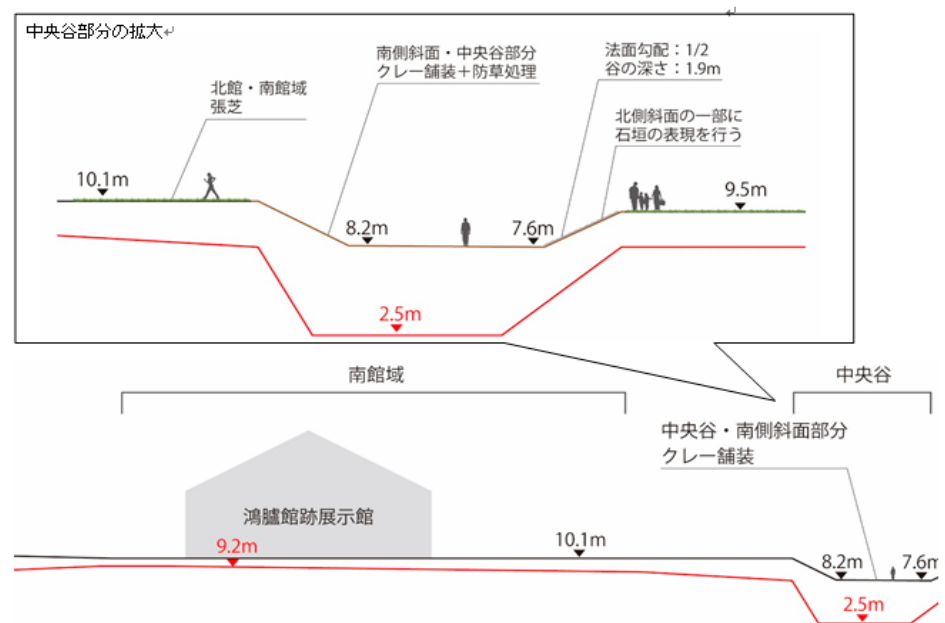 中央谷部分の拡大
南側斜面・中央谷部分
クレー舗装＋防草処理
法面勾配：1/2
谷の深さ：1.9m
北館・南館域
張芝
北側斜面の一部に
石垣の表現を行う
10.1m
9.5m
8.2m
7.6m
2.5m
南館域
中央谷
中央谷・南側斜面部分
クレー舗装
鴻臚館跡展示館
9.2m
10.1m
8.2m
7.6m
2.5m